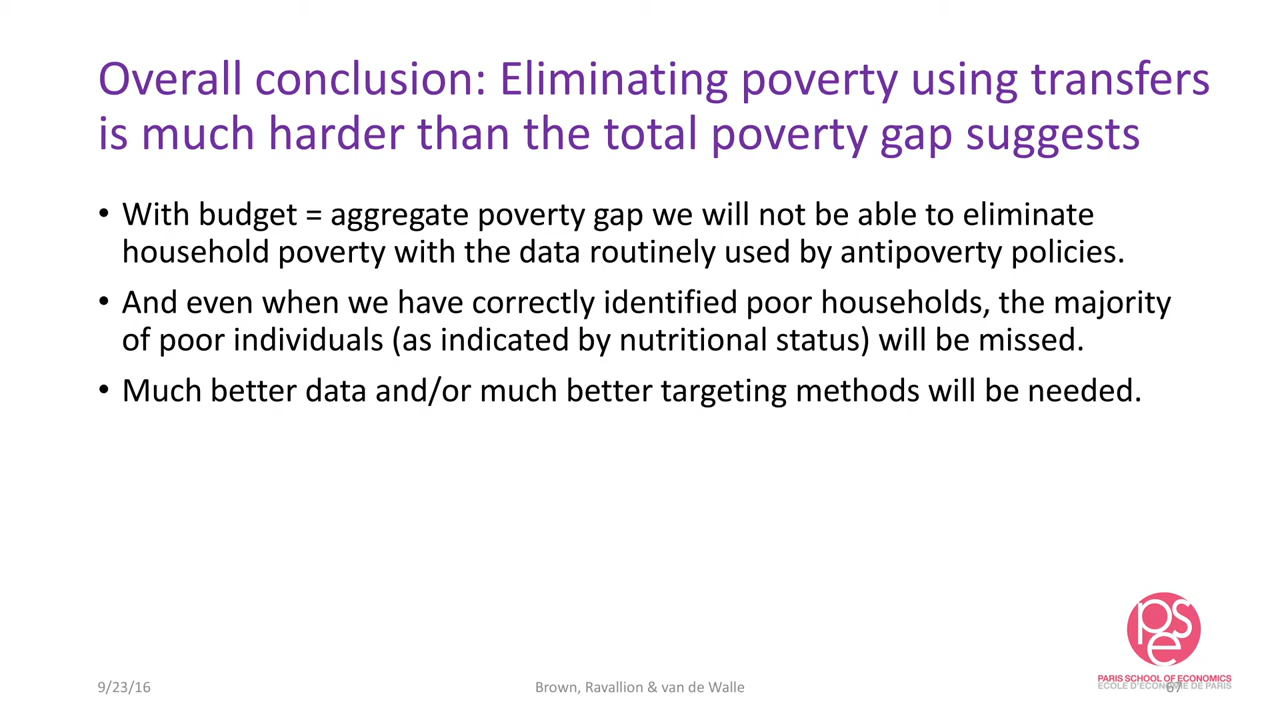 Overall conclusion: Eliminating poverty using transfers
is much harder than the total poverty gap suggests
• With budget = aggregate poverty gap we will not be able to eliminate
household poverty with the data routinely used by antipoverty policies.
• And even when we have correctly identified poor households, the majority
of poor individuals (as indicated by nutritional status) will be missed.
• Much better data and/or much better targeting methods will be needed.
pse
PARIS SCHOOL OF ECONOMICS
ECOLE D'ECONOMIE DE PARIS
9/23/16
Brown, Ravallion & van de Walle
67